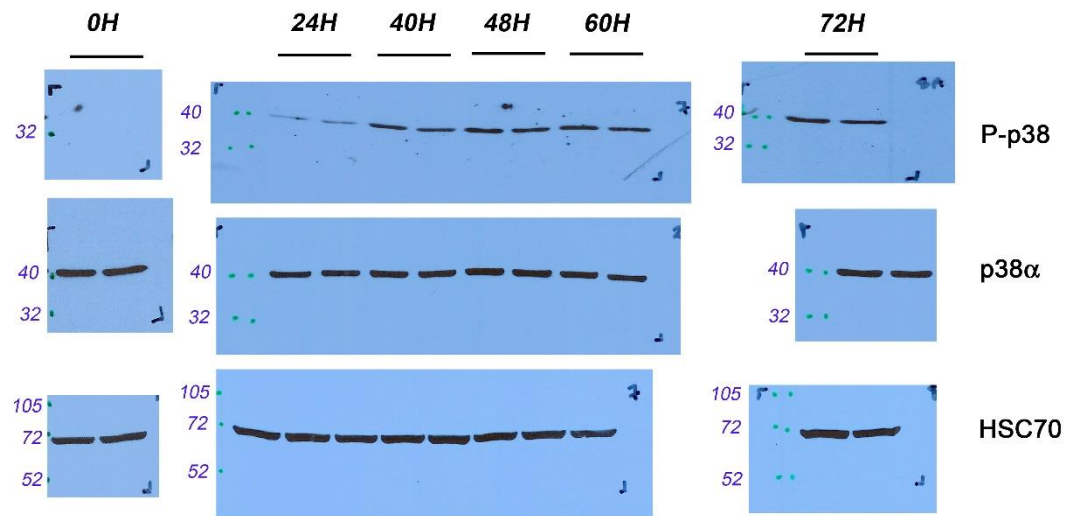 0H 24H 40H 48H 60H 72H
32 40 32 40 32 P-p38
40 32 40 32 40 32 p38α
105 72 52 105 72 52 105 72 52 HSC70